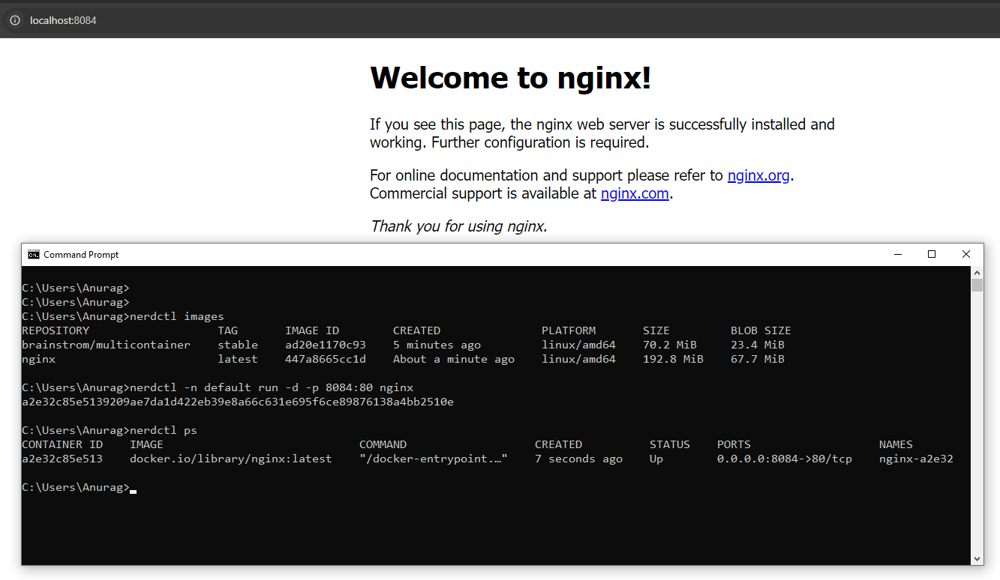 localhost:8084
Welcome to nginx!
If you see this page, the nginx web server is successfully installed and
working. Further configuration is required.
For online documentation and support please refer to nginx.org.
Commercial support is available at nginx.com.
Thank you for using nginx.
Command Prompt
C:\Users\Anurag>
C:\Users\Anurag>
C:\Users\Anurag>nerdctl images
REPOSITORY TAG IMAGE ID CREATED PLATFORM SIZE BLOB SIZE
brainstrom/multicontainer stable ad20e1170c93 5 minutes ago linux/amd64 70.2 MiB 23.4 MiB
nginx latest 447a8665cc1d About a minute ago linux/amd64 192.8 MiB 67.7 MiB
C:\Users\Anurag>nerdctl -n default run -d -p 8084:80 nginx
a2e32c85e5139209ae7da1d422eb39e8a66c631e695f6ce89876138a4bb2510e
C:\Users\Anurag>nerdctl ps
CONTAINER ID IMAGE COMMAND CREATED STATUS PORTS NAMES
a2e32c85e513 docker.io/library/nginx:latest "/docker-entrypoint.…" 7 seconds ago Up 0.0.0.0:8084->80/tcp nginx-a2e32
C:\Users\Anurag>